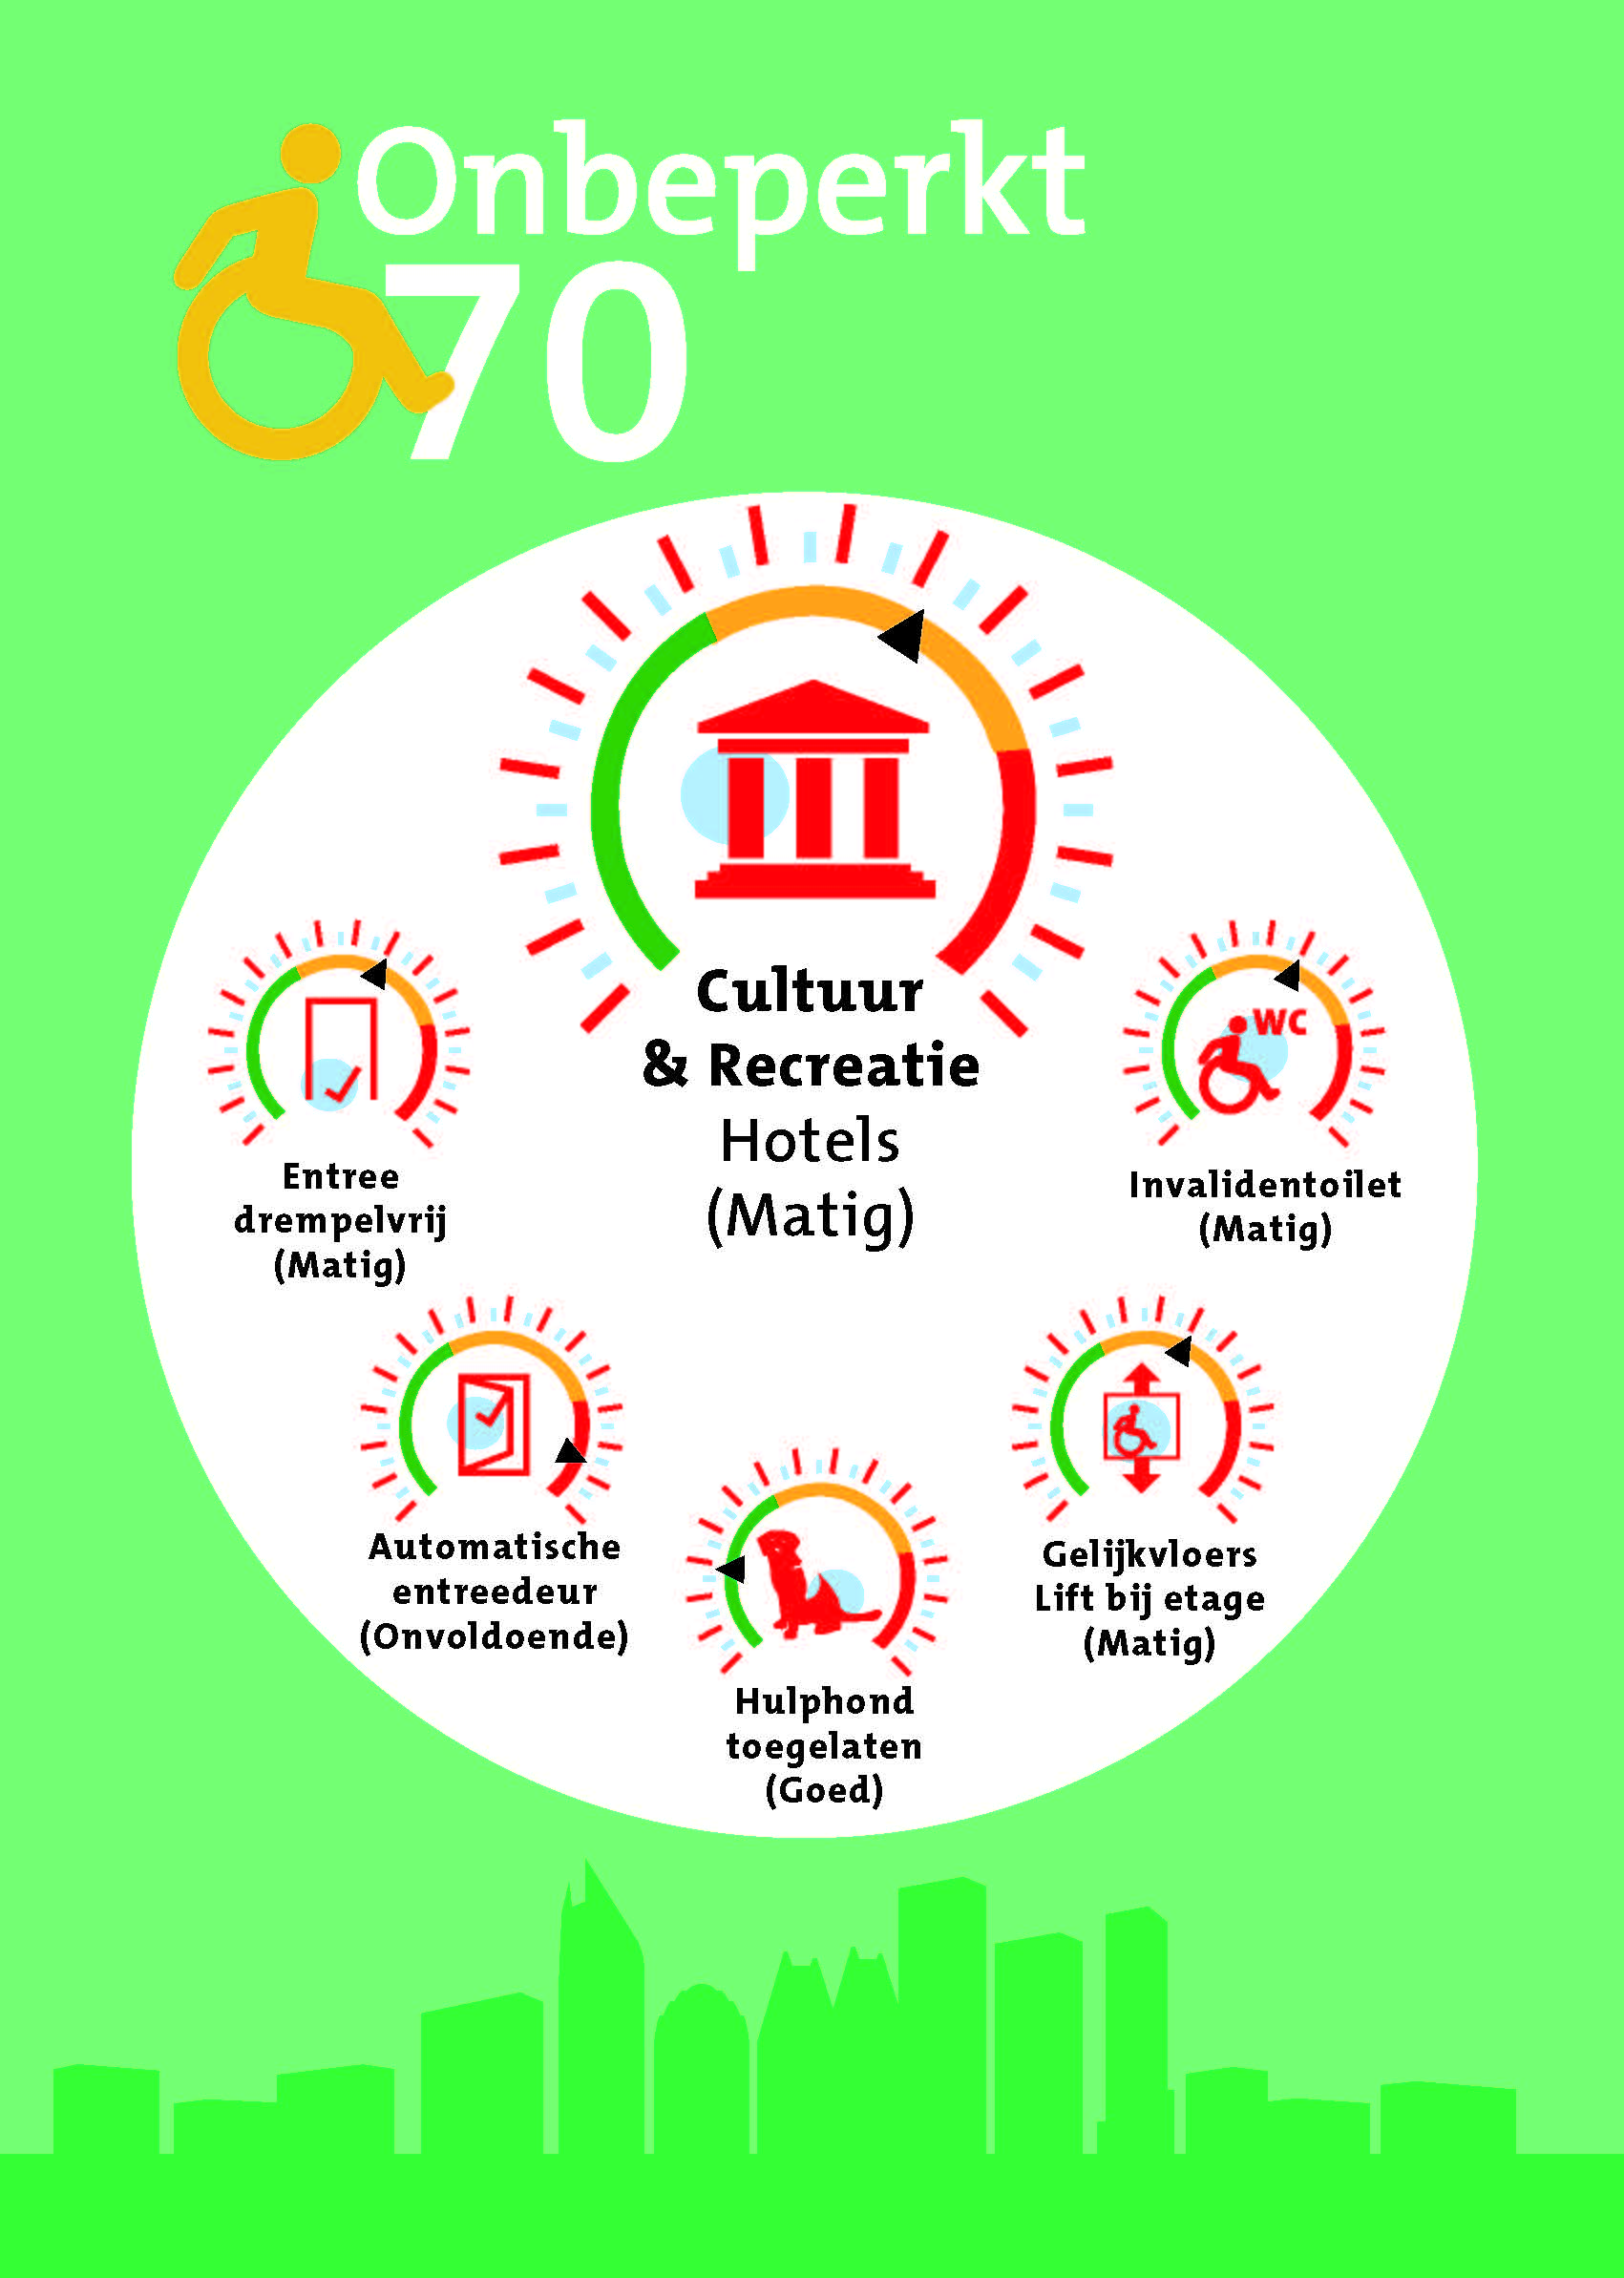 Onbeperkt
70
Cultuur
& Recreatie
Hotels
(Matig)
Entree
drempelvrij
(Matig)
WC
Invalidentoilet
(Matig)
Automatische
entreedeur
(Onvoldoende)
Gelijkvloers
Lift bij etage
(Matig)
Hulphond
toegelaten
(Goed)